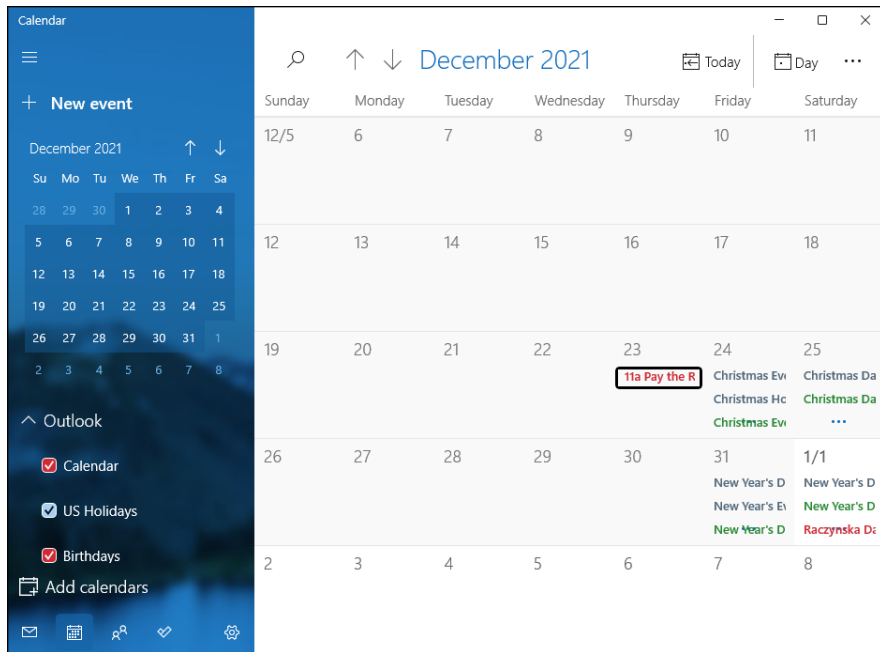 Calendar
New event
December 2021
Su Mo Tu We Th Fr Sa
28 29 30 1 2 3 4
5 6 7 8 9 10 11
12 13 14 15 16 17 18
19 20 21 22 23 24 25
26 27 28 29 30 31 1
2 3 4 5 6 7 8
Outlook
Calendar
US Holidays
Birthdays
Add calendars
December 2021 Today Day
Sunday Monday Tuesday Wednesday Thursday Friday Saturday
12/5 6 7 8 9 10 11
12 13 14 15 16 17 18
19 20 21 22 23 24 25
11a Pay the R Christmas Eve Christmas Da
Christmas Ho Christmas Da
Christmas Eve
26 27 28 29 30 31 1/1
New Year's D New Year's D
New Year's Ev New Year's D
New Year's D Raczynska Da
2 3 4 5 6 7 8